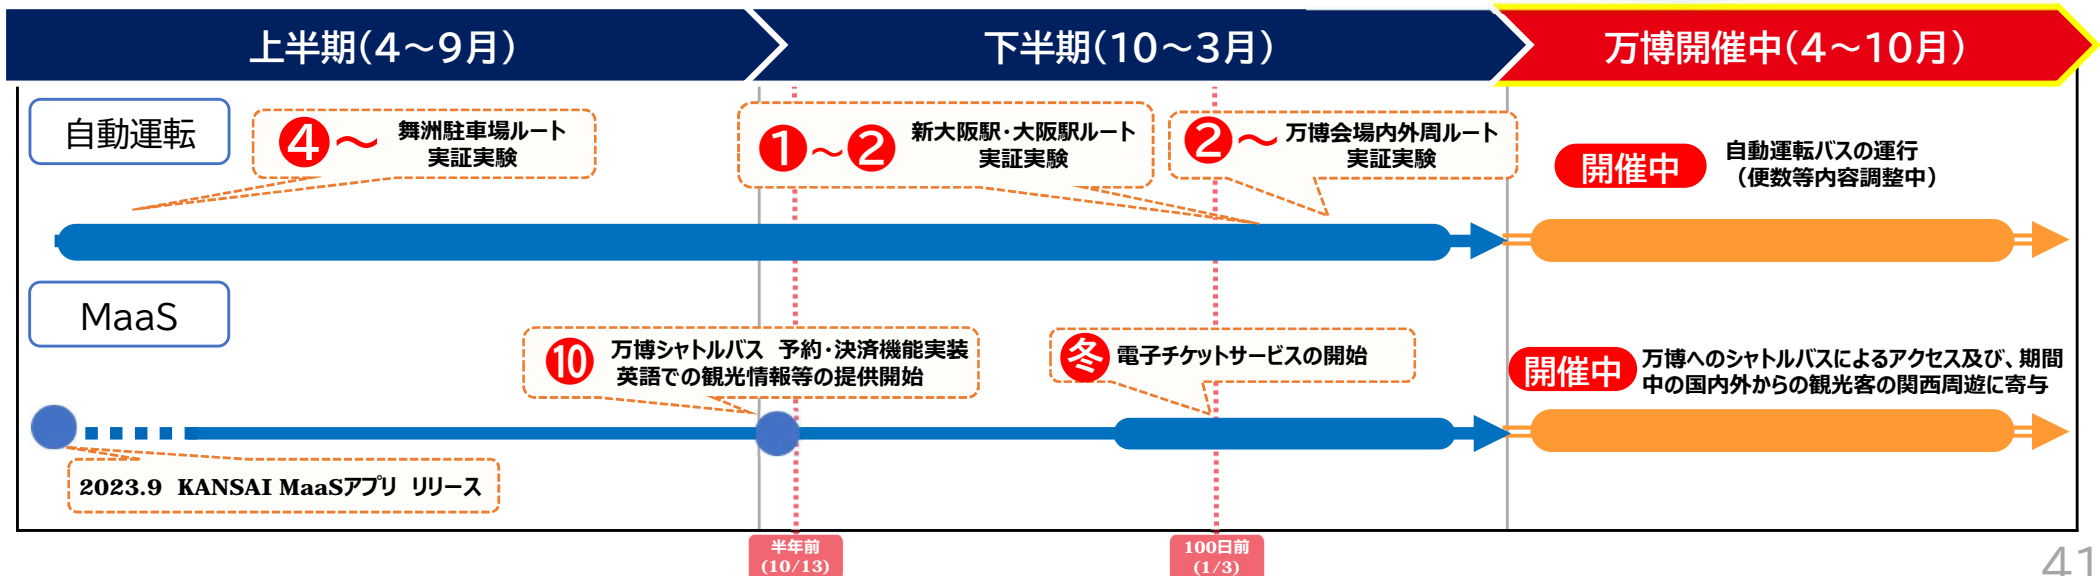 上半期(4～9月)
下半期(10～3月)
万博開催中(4～10月)
自動運転
❹～ 舞洲駐車場ルート
実証実験
❶～❷ 新大阪駅・大阪駅ルート
実証実験
❷～ 万博会場内外周ルート
実証実験
開催中 自動運転バスの運行
(便数等内容調整中)
MaaS
❿ 万博シャトルバス 予約・決済機能実装
英語での観光情報等の提供開始
冬 電子チケットサービスの開始
開催中 万博へのシャトルバスによるアクセス及び、期間
中の国内外からの観光客の関西周遊に寄与
2023.9 KANSAI MaaSアプリ リリース
半年前
(10/13)
100日前
(1/3)
41